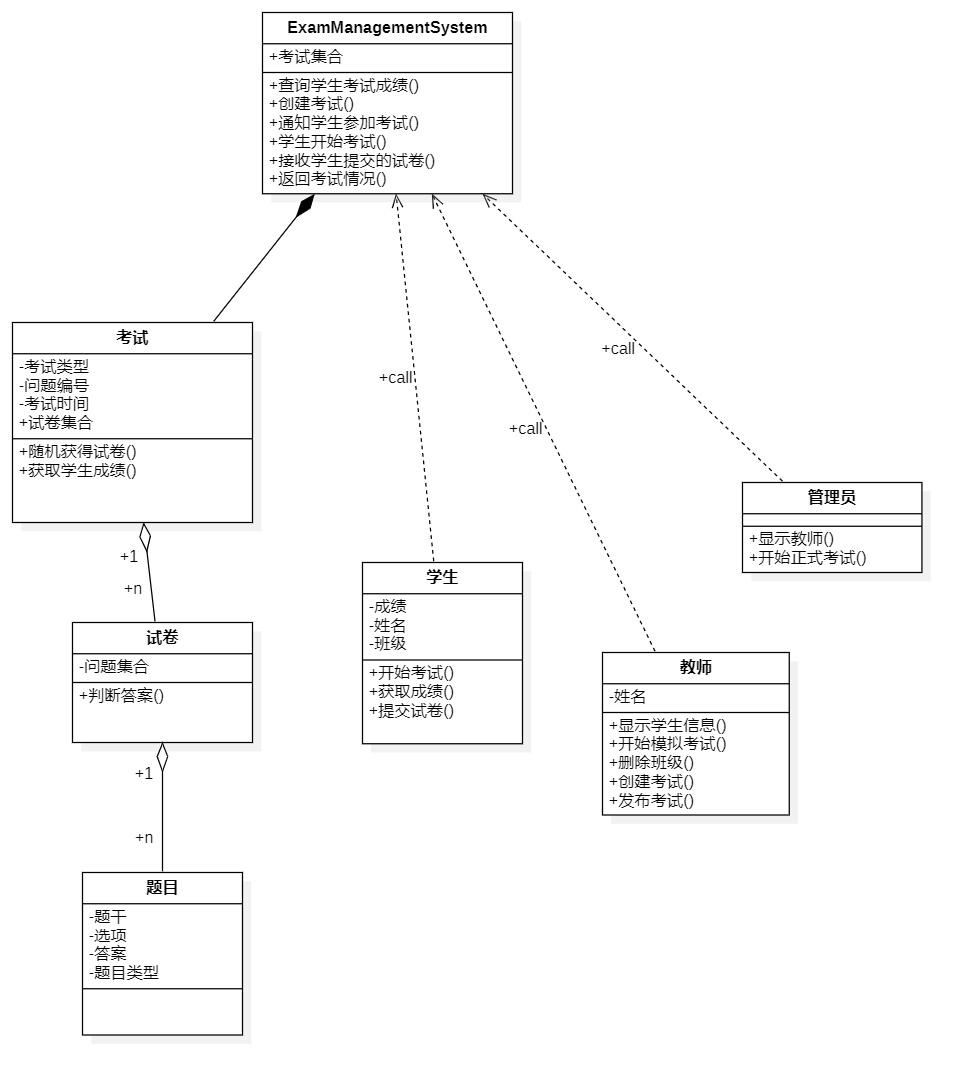 ExamManagementSystem
+考试集合
+查询学生考试成绩()
+创建考试()
+通知学生参加考试()
+学生开始考试()
+接收学生提交的试卷()
+返回考试情况()
考试
-考试类型
-问题编号
-考试时间
+试卷集合
+随机获得试卷()
+获取学生成绩()
+1
+n
试卷
-问题集合
+判断答案()
+1
+n
题目
-题干
-选项
-答案
-题目类型
+call
学生
-成绩
-姓名
-班级
+开始考试()
+获取成绩()
+提交试卷()
+call
教师
-姓名
+显示学生信息()
+开始模拟考试()
+删除班级()
+创建考试()
+发布考试()
+call
管理员
+显示教师()
+开始正式考试()